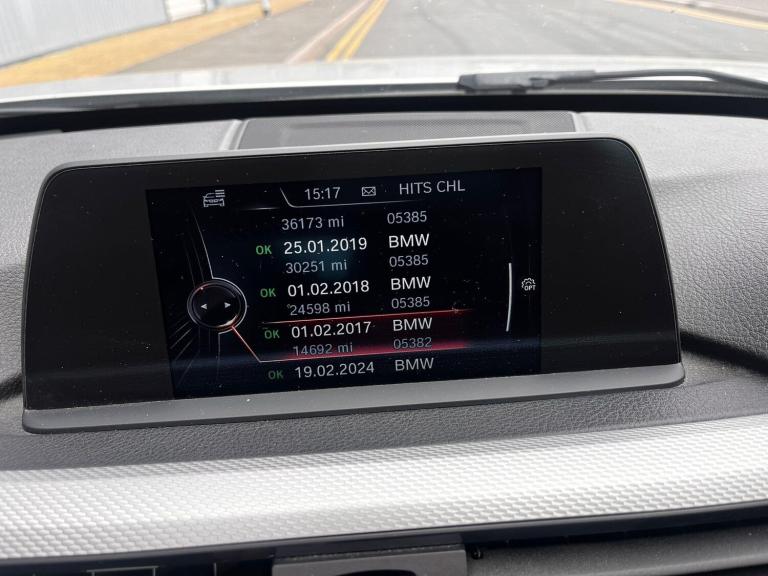 15:17 HITS CHL
36173 mi 05385
OK 25.01.2019 BMW
30251 mi 05385
OK 01.02.2018 BMW
24598 mi 05385
OK 01.02.2017 BMW
14692 mi 05382
OK 19.02.2024 BMW
OPT